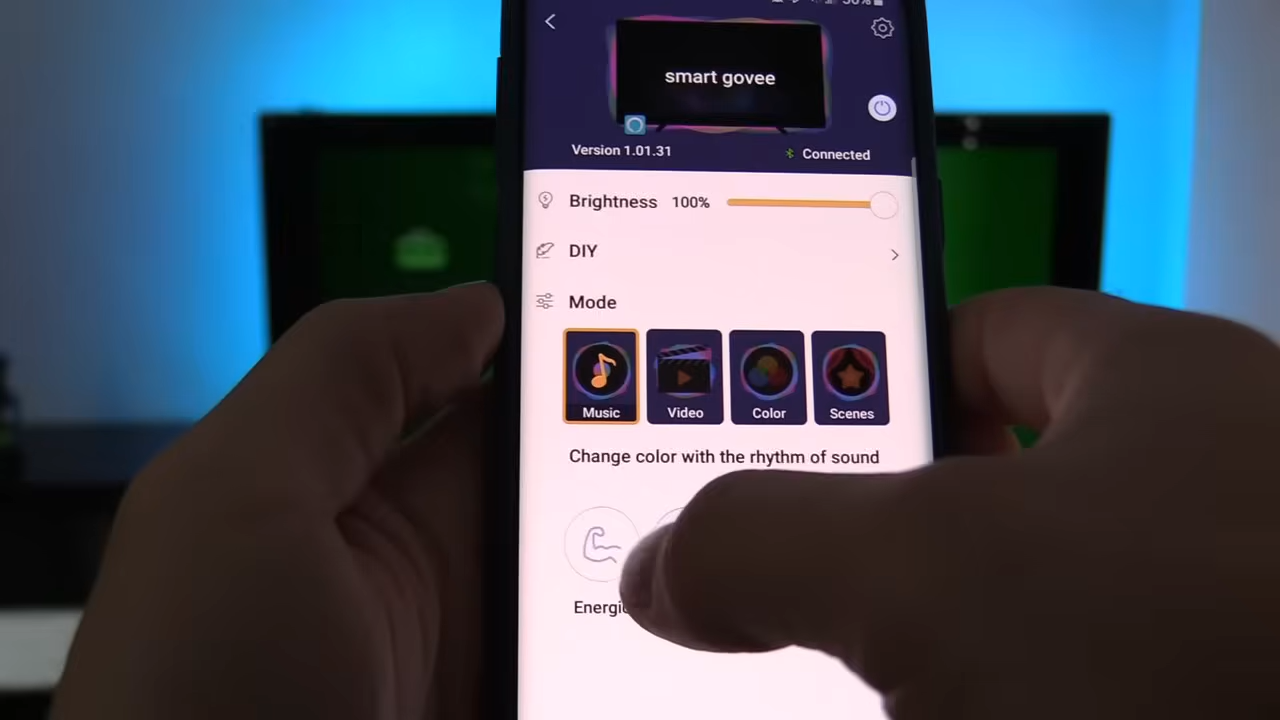 smart govee
Version 1.01.31
Connected
Brightness 100%
DIY
Mode
Music
Video
Color
Scenes
Change color with the rhythm of sound